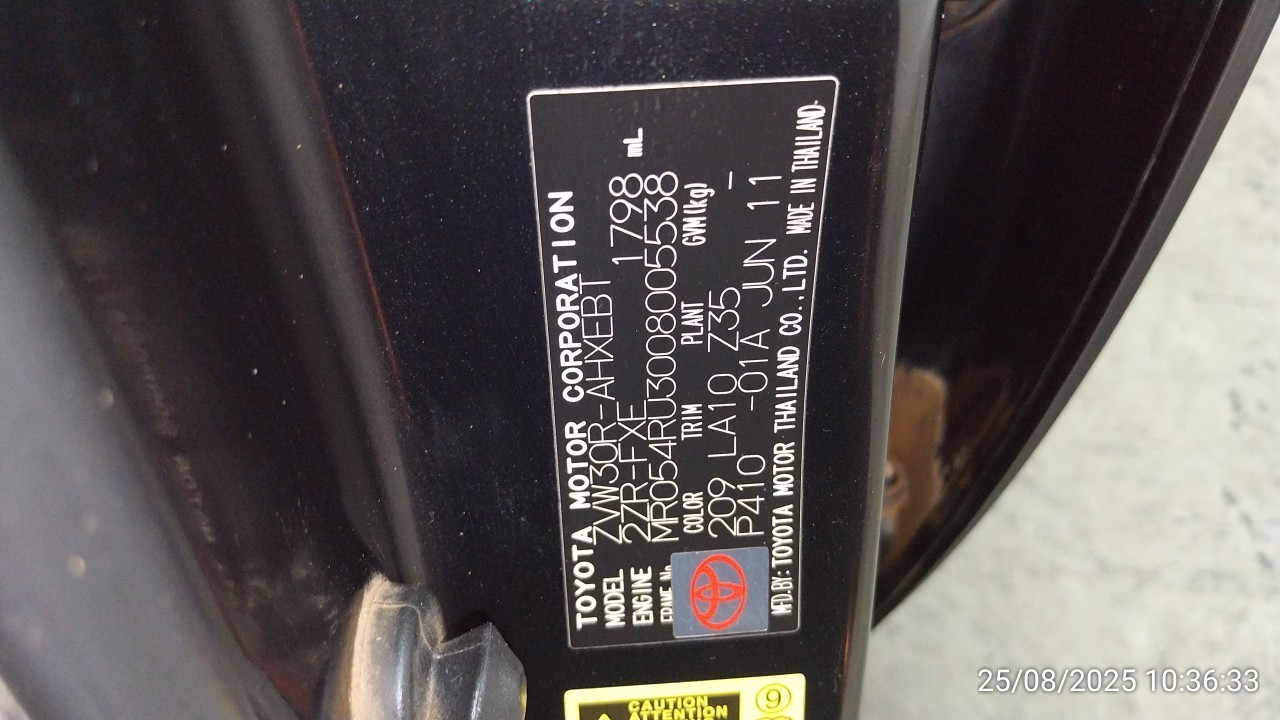 TOYOTA MOTOR CORPORATION
MODEL ZVW30R-AHXEBT
ENGINE 2ZR-FXE 1798 mL
FRAME No. MR054RU3008005538
COLOR TRIM PLANT GVM(kg)
209 LA10 Z35 -
P410 -01A JUN 11
MFD.BY: TOYOTA MOTOR THAILAND CO.,LTD. MADE IN THAILAND-
CAUTION
ATTENTION
9
25/08/2025 10:36:33